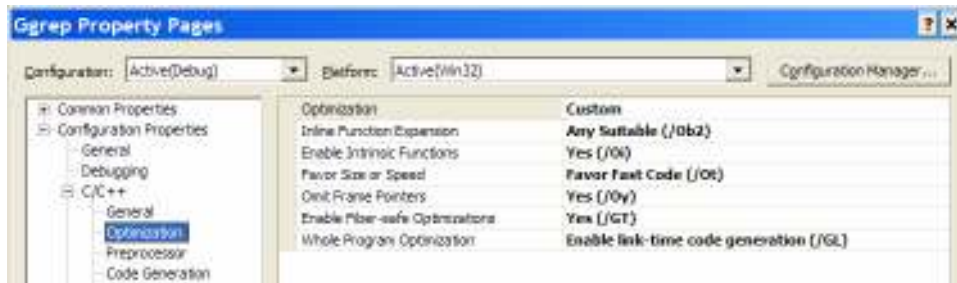 Ggrep Property Pages
Configuration: Active(Debug) Platform: Active(Win32) Configuration Manager...
Common Properties
Configuration Properties
General
Debugging
C/C++
General
Optimization
Preprocessor
Code Generation
Optimization Custom
Inline Function Expansion Any Suitable (/Ob2)
Enable Intrinsic Functions Yes (/Oi)
Favor Size or Speed Favor Fast Code (/Ot)
Omit Frame Pointers Yes (/Oy)
Enable Fiber-safe Optimizations Yes (/GT)
Whole Program Optimization Enable link-time code generation (/GL)